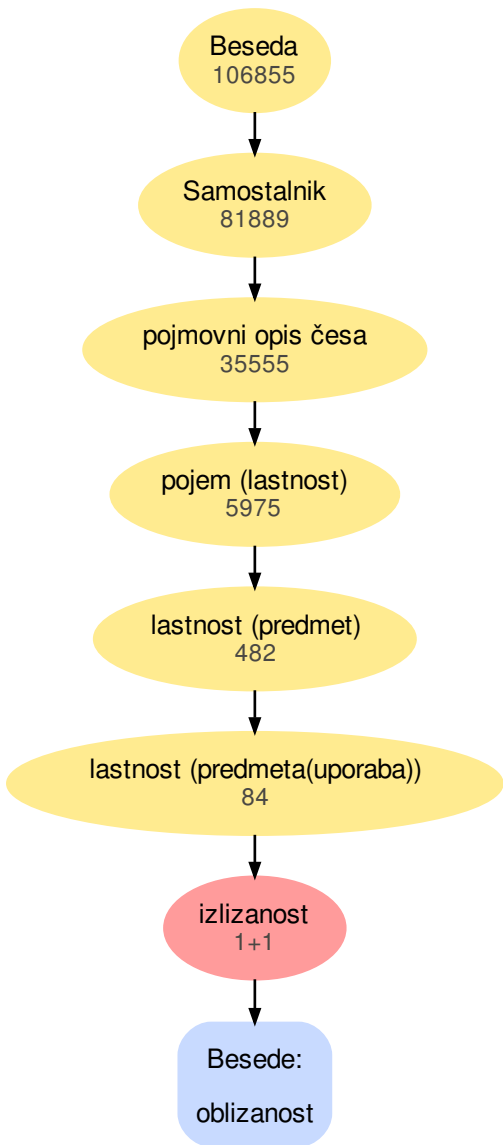 Beseda
106855
Samostalnik
81889
pojmovni opis česa
35555
pojem (lastnost)
5975
lastnost (predmet)
482
lastnost (predmeta(uporaba))
84
izlizanost
1+1
Besede:
oblizanost